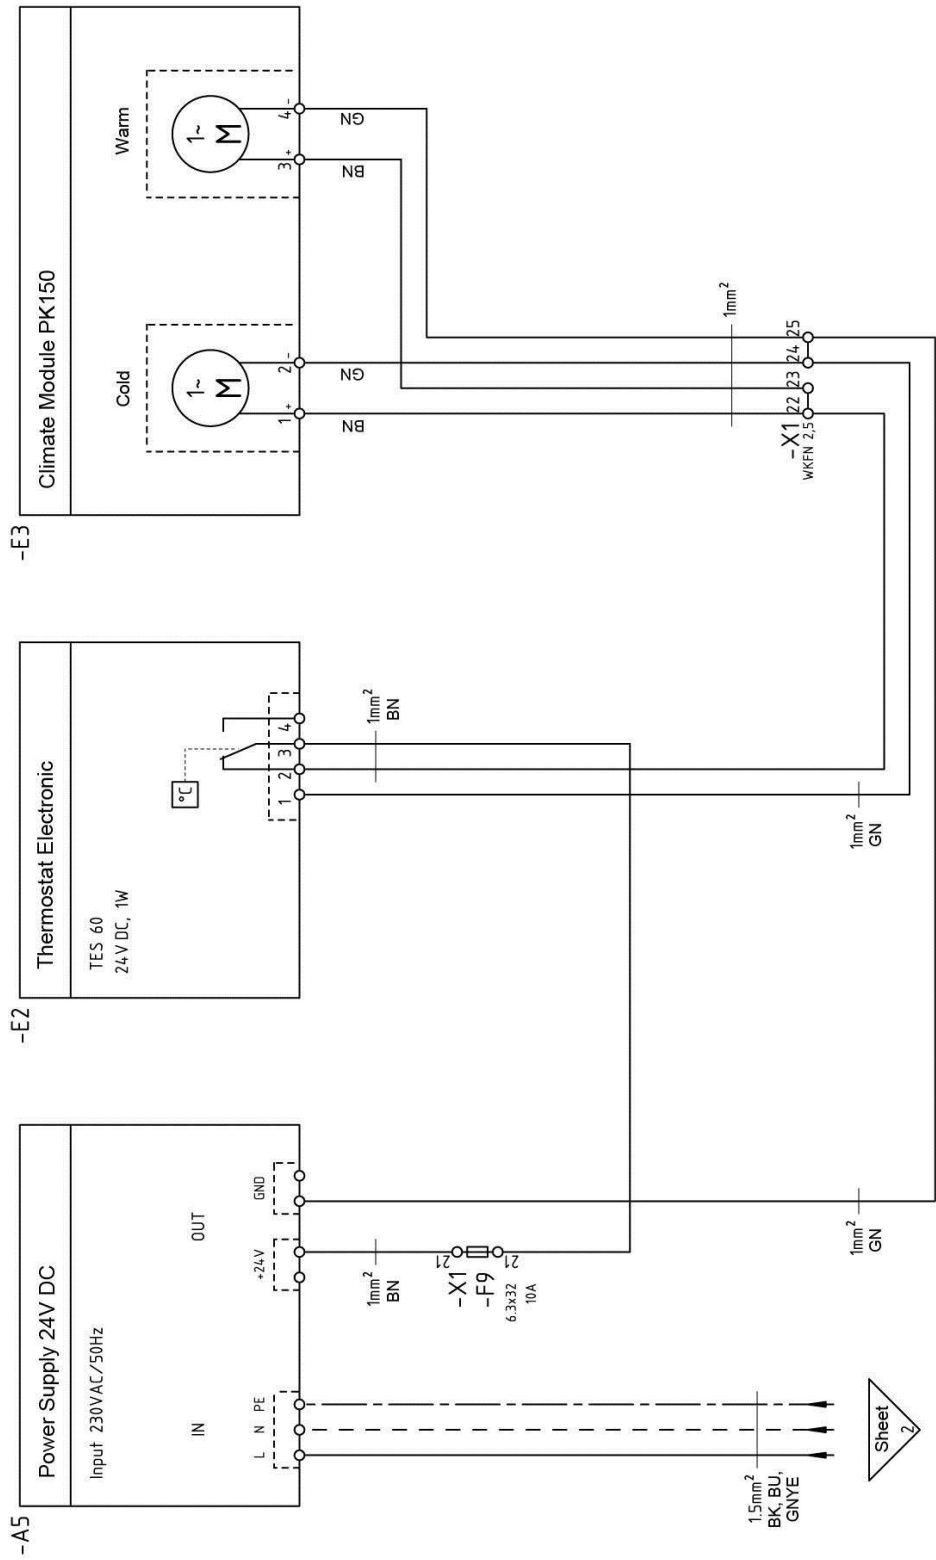 -A5
Power Supply 24V DC
Input 230VAC/50Hz
IN
OUT
L
N
PE
+24V
GND
1mm²
BN
-X1
21
-F9
21
6.3x32
10A
1.5mm²
BK, BU,
GNYE
Sheet
2
1mm²
GN
-E2
Thermostat Electronic
TES 60
24V DC, 1W
°C
1
2
3
4
1mm²
BN
1mm²
GN
-E3
Climate Module PK150
Cold
Warm
1~
M
1~
M
1 +
2 -
3 +
4 -
BN
GN
BN
GN
1mm²
-X1
WKFN 2,5
22
23
24
25